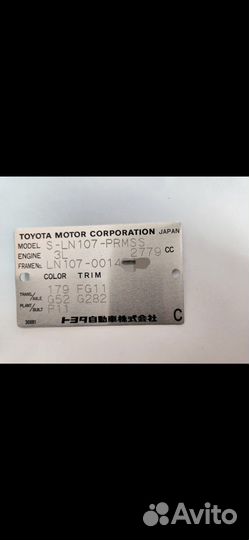 TOYOTA MOTOR CORPORATION JAPAN
MODEL S-LN107-PRMSS
ENGINE 3L 2779 CC
FRAME No. LN107-0014
COLOR TRIM
179 FG11
TRANS./AXLE G52 G282
PLANT/BUILT P11
30881
トヨタ自動車株式会社 C
Avito